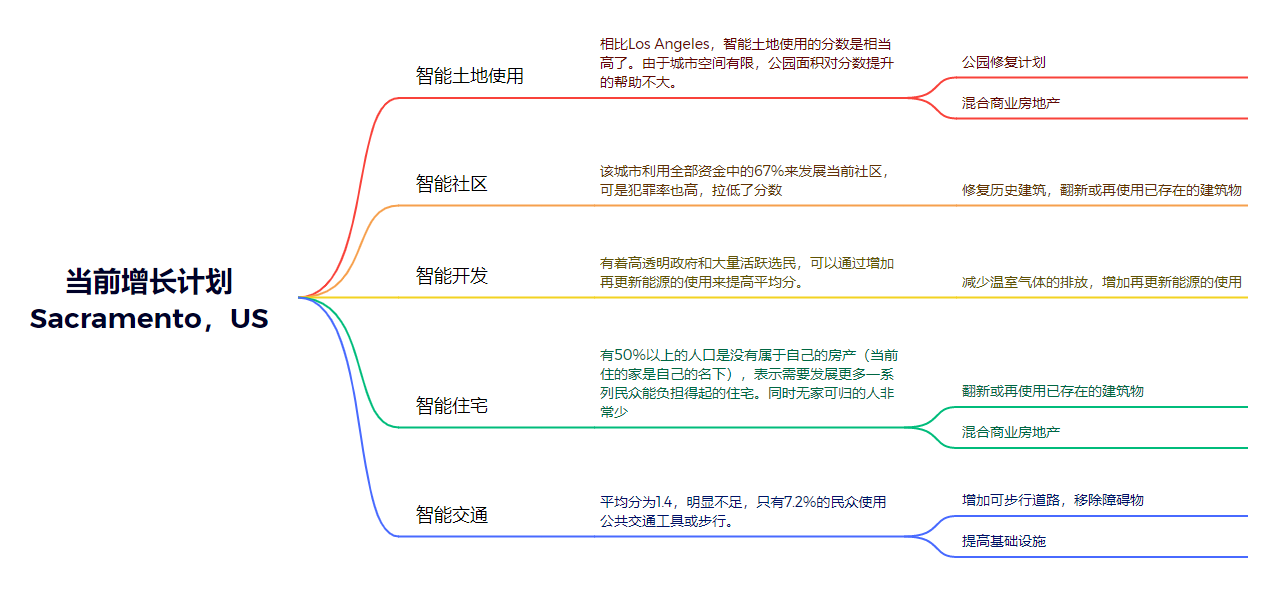 当前增长计划
Sacramento，US
智能土地使用
相比Los Angeles，智能土地使用的分数是相当
高了。由于城市空间有限，公园面积对分数提升
的帮助不大。
公园修复计划
混合商业房地产
智能社区
该城市利用全部资金中的67%来发展当前社区，
可是犯罪率也高，拉低了分数
修复历史建筑，翻新或再使用已存在的建筑物
智能开发
有着高透明政府和大量活跃选民，可以通过增加
再更新能源的使用来提高平均分。
减少温室气体的排放，增加再更新能源的使用
智能住宅
有50%以上的人口是没有属于自己的房产（当前
住的家是自己的名下），表示需要发展更多一系
列民众能负担得起的住宅。同时无家可归的人非
常少
翻新或再使用已存在的建筑物
混合商业房地产
智能交通
平均分为1.4，明显不足，只有7.2%的民众使用
公共交通工具或步行。
增加可步行道路，移除障碍物
提高基础设施